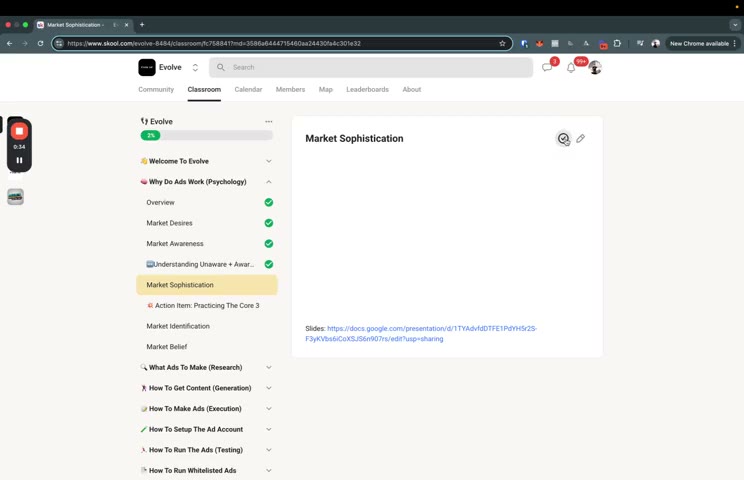 Market Sophistication -
https://www.skool.com/evolve-8484/classroom/fc758841?md=3586a6444715460aa24430fa4c301e32
New Chrome available
Evolve
Search
3
99+
Community Classroom Calendar Members Map Leaderboards About
0:34
👣 Evolve
2%
👋 Welcome To Evolve
🧠 Why Do Ads Work (Psychology)
Overview
Market Desires
Market Awareness
Understanding Unaware + Awar...
Market Sophistication
💥 Action Item: Practicing The Core 3
Market Identification
Market Belief
🔍 What Ads To Make (Research)
How To Get Content (Generation)
How To Make Ads (Execution)
How To Setup The Ad Account
How To Run The Ads (Testing)
How To Run Whitelisted Ads
Market Sophistication
Slides: https://docs.google.com/presentation/d/1TYAdvfdDTFE1PdYH5r2S-
F3yKVbs6iCoXSJS6n907rs/edit?usp=sharing